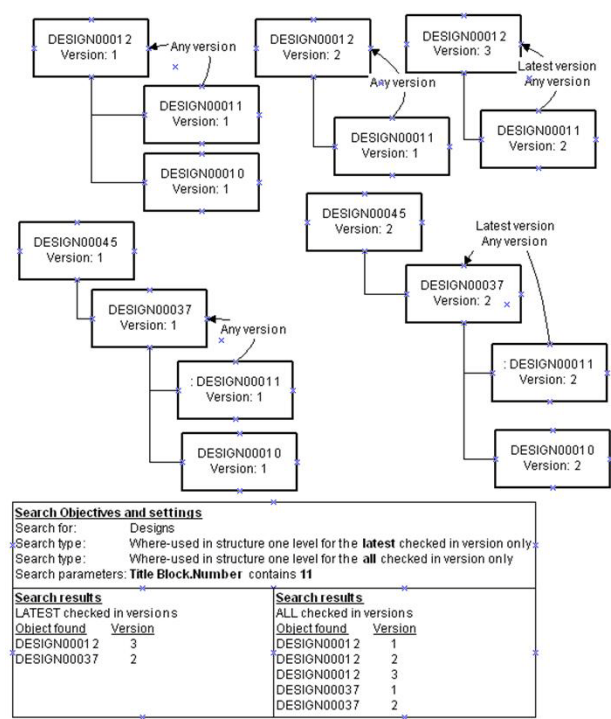 DESIGN00012
Version: 1
Any version
DESIGN00011
Version: 1
DESIGN00010
Version: 1
DESIGN00012
Version: 2
Any version
DESIGN00011
Version: 1
DESIGN00012
Version: 3
Latest version
Any version
DESIGN00011
Version: 2
DESIGN00045
Version: 1
DESIGN00037
Version: 1
Any version
: DESIGN00011
Version: 1
DESIGN00010
Version: 1
DESIGN00045
Version: 2
Latest version
Any version
DESIGN00037
Version: 2
: DESIGN00011
Version: 2
DESIGN00010
Version: 2
Search Objectives and settings
Search for: Designs
Search type: Where-used in structure one level for the latest checked in version only
Search type: Where-used in structure one level for the all checked in version only
Search parameters: Title Block.Number contains 11
Search results
LATEST checked in versions
Object found Version
DESIGN00012 3
DESIGN00037 2
Search results
ALL checked in versions
Object found Version
DESIGN00012 1
DESIGN00012 2
DESIGN00012 3
DESIGN00037 1
DESIGN00037 2